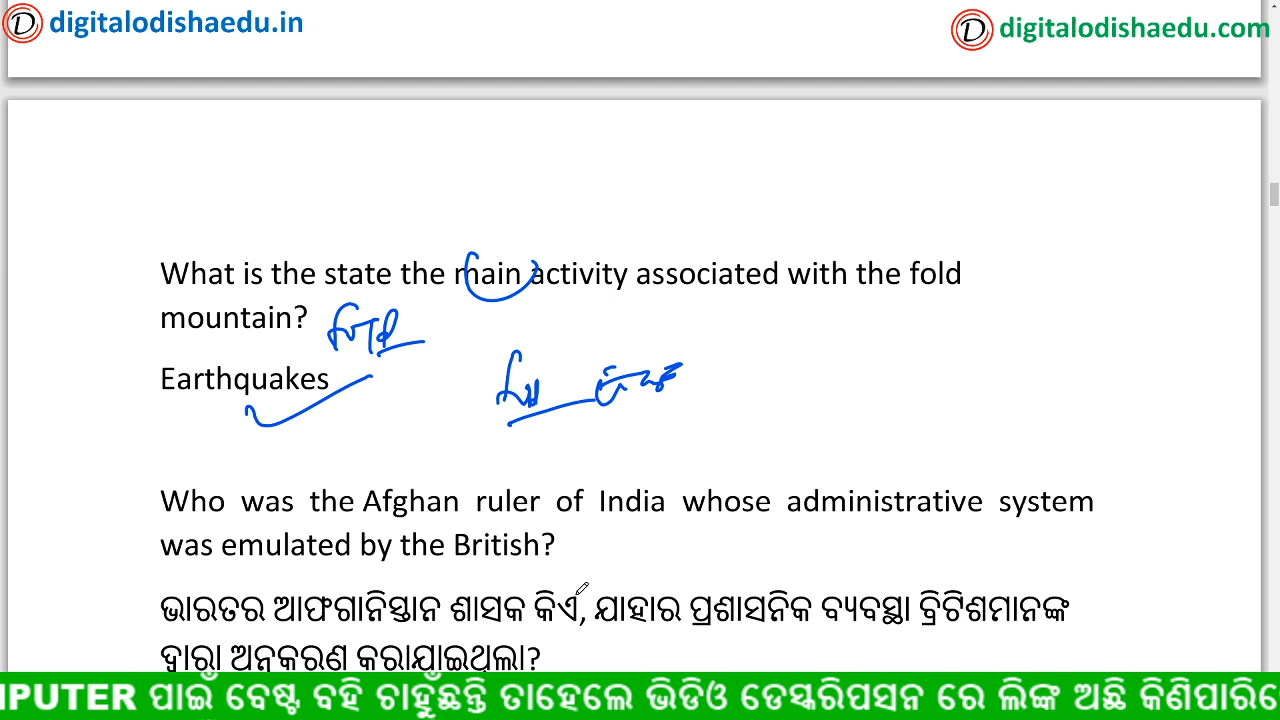 digitalodishaedu.in
digitalodishaedu.com
What is the state the main activity associated with the fold
mountain?
Earthquakes
Who was the Afghan ruler of India whose administrative system
was emulated by the British?
ଭାରତର ଆଫଗାନିସ୍ତାନ ଶାସକ କିଏ, ଯାହାର ପ୍ରଶାସନିକ ବ୍ୟବସ୍ଥା ବ୍ରିଟିଶମାନଙ୍କ
ଦ୍ୱାରା ଅନୁକରଣ କରାଯାଇଥିଲା?
MPUTER ପାଇଁ ବେଷ୍ଟ ବହି ଚାହୁଁଛନ୍ତି ତାହେଲେ ଭିଡିଓ ଡେସ୍କରିପସନ ରେ ଲିଙ୍କ ଅଛି କିଣିପାରିବେ